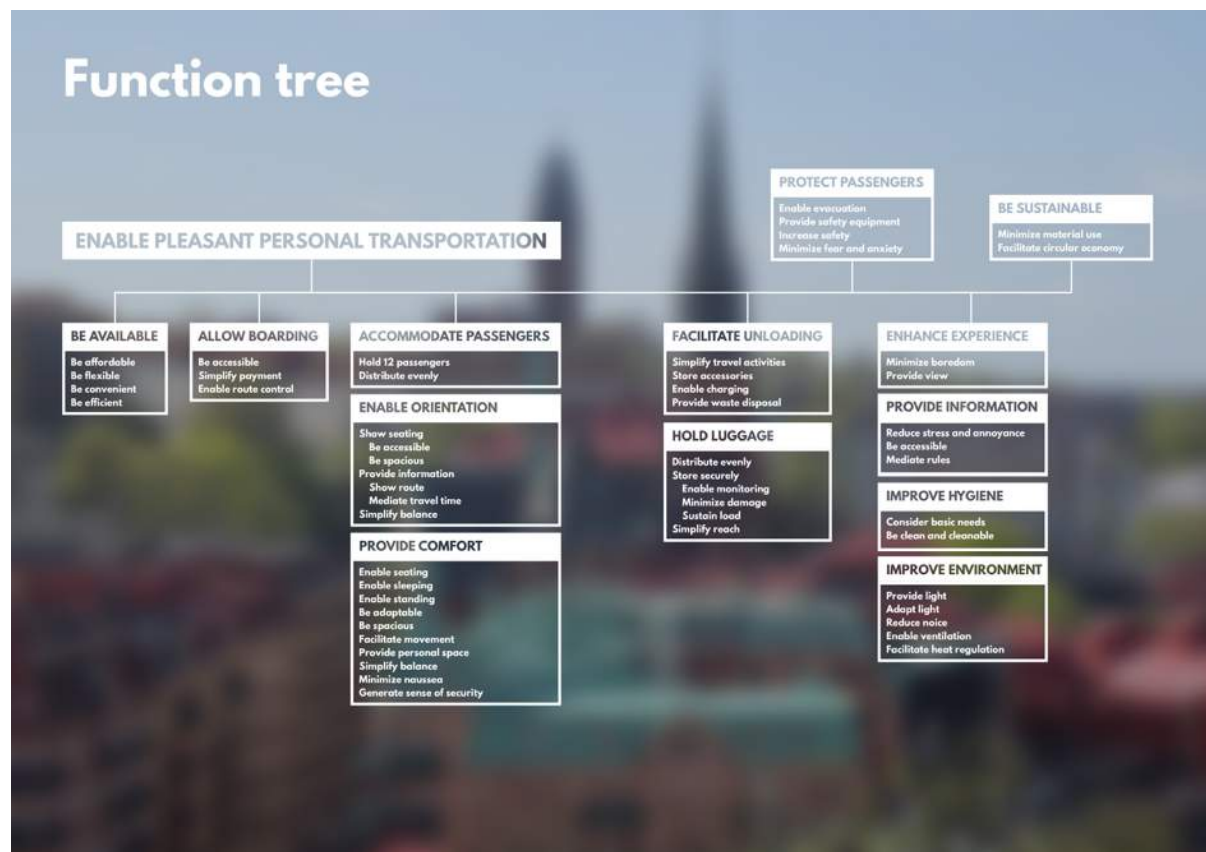 Function tree
PROTECT PASSENGERS
Enable evacuation
Provide safety equipment
Increase safety
Minimize fear and anxiety
BE SUSTAINABLE
Minimize material use
Facilitate circular economy
ENABLE PLEASANT PERSONAL TRANSPORTATION
BE AVAILABLE
Be affordable
Be flexible
Be convenient
Be efficient
ALLOW BOARDING
Be accessible
Simplify payment
Enable route control
ACCOMMODATE PASSENGERS
Hold 12 passengers
Distribute evenly
ENABLE ORIENTATION
Show seating
Be accessible
Be spacious
Provide information
Show route
Mediate travel time
Simplify balance
PROVIDE COMFORT
Enable seating
Enable sleeping
Enable standing
Be adaptable
Be spacious
Facilitate movement
Provide personal space
Simplify balance
Minimize naussea
Generate sense of security
FACILITATE UNLOADING
Simplify travel activities
Store accessories
Enable charging
Provide waste disposal
HOLD LUGGAGE
Distribute evenly
Store securely
Enable monitoring
Minimize damage
Sustain load
Simplify reach
ENHANCE EXPERIENCE
Minimize boredom
Provide view
PROVIDE INFORMATION
Reduce stress and annoyance
Be accessible
Mediate rules
IMPROVE HYGIENE
Consider basic needs
Be clean and cleanable
IMPROVE ENVIRONMENT
Provide light
Adapt light
Reduce noice
Enable ventilation
Facilitate heat regulation